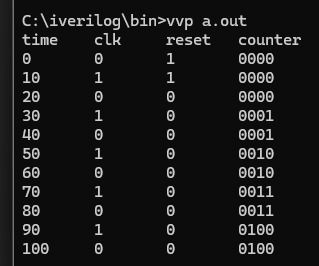 C:\iverilog\bin>vvp a.out
time clk reset counter
0 0 1 0000
10 1 1 0000
20 0 0 0000
30 1 0 0001
40 0 0 0001
50 1 0 0010
60 0 0 0010
70 1 0 0011
80 0 0 0011
90 1 0 0100
100 0 0 0100